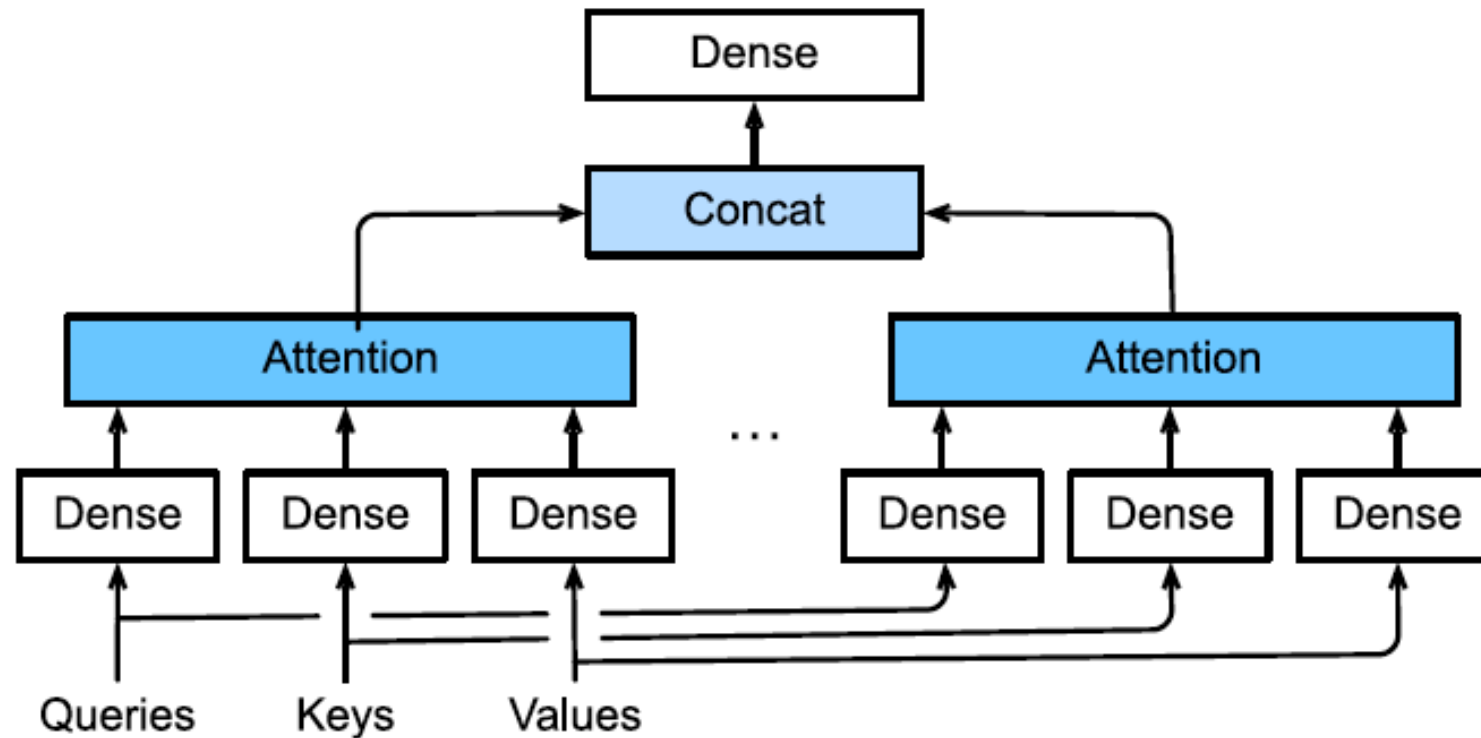 Dense
Concat
Attention Attention
...
Dense Dense Dense Dense Dense Dense
Queries Keys Values